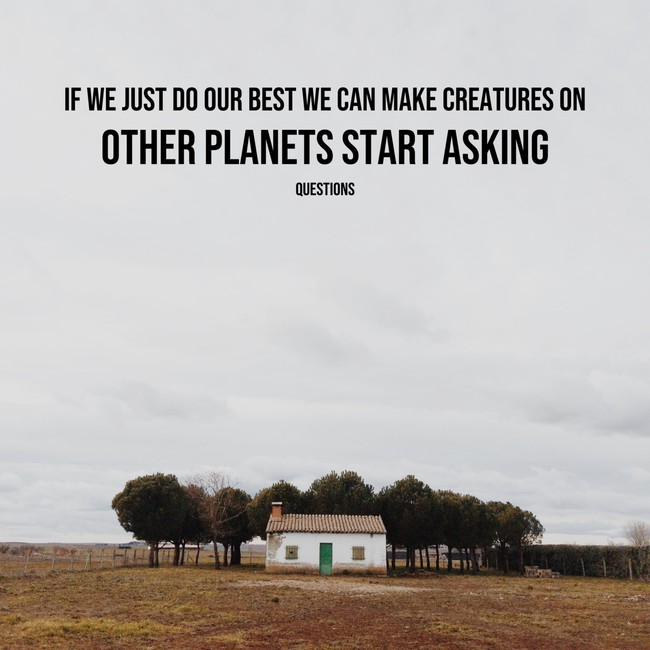 IF WE JUST DO OUR BEST WE CAN MAKE CREATURES ON
OTHER PLANETS START ASKING
QUESTIONS